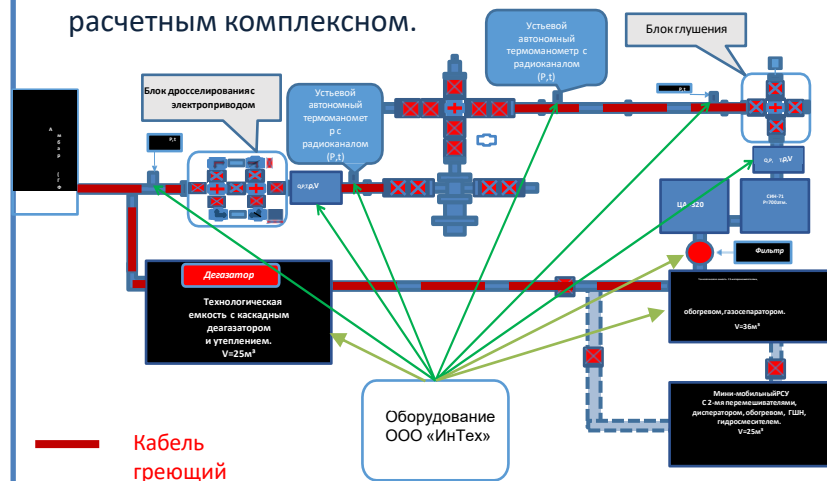 расчетным комплексном.
Устьевой
автономный
термоманометр с
радиоканалом
(P,t)
Блок глушения
Блок дросселирования с
электроприводом
Устьевой
автономный
термоманомет
р с
радиоканалом
(P,t)
P,t
P,t
А
м
б
а
р
Q,P,T,ρ,V
ЦА-320
СИН-71
Фильтр
Дегазатор
Технологическая
емкость с каскадным
деагазатором
и утеплением.
V=25м³
обогревом,газосепаратором.
V=36м³
Мини-мобильныйРСУ
С 2-мя перемешивателями,
дисператором, обогревом, ГШН,
гидросмесителем.
V=25м³
Оборудование
ООО «ИнТех»
Кабель
греющий